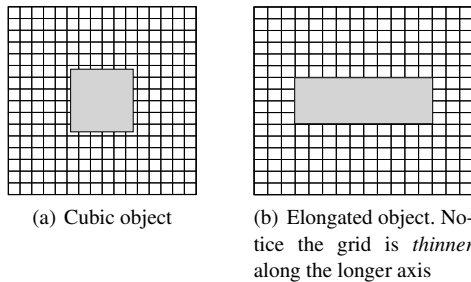 (a) Cubic object
(b) Elongated object. No-
tice the grid is thinner
along the longer axis